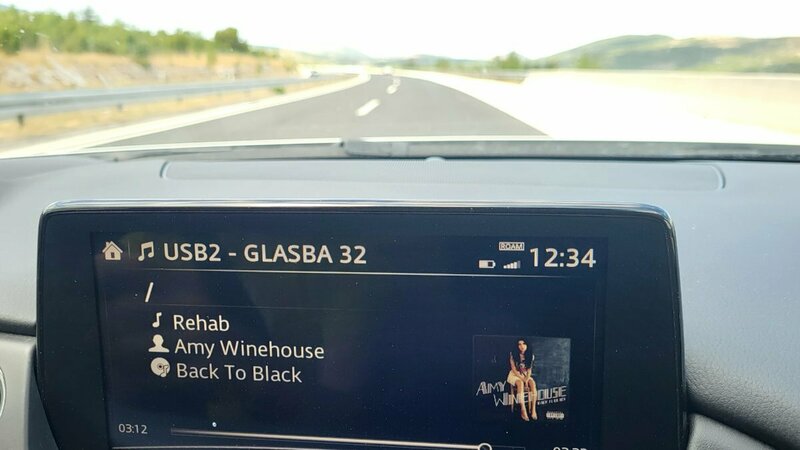 USB2 - GLASBA 32
ROAM
12:34
/
Rehab
Amy Winehouse
Back To Black
AMY
WINEHOUSE
03:12